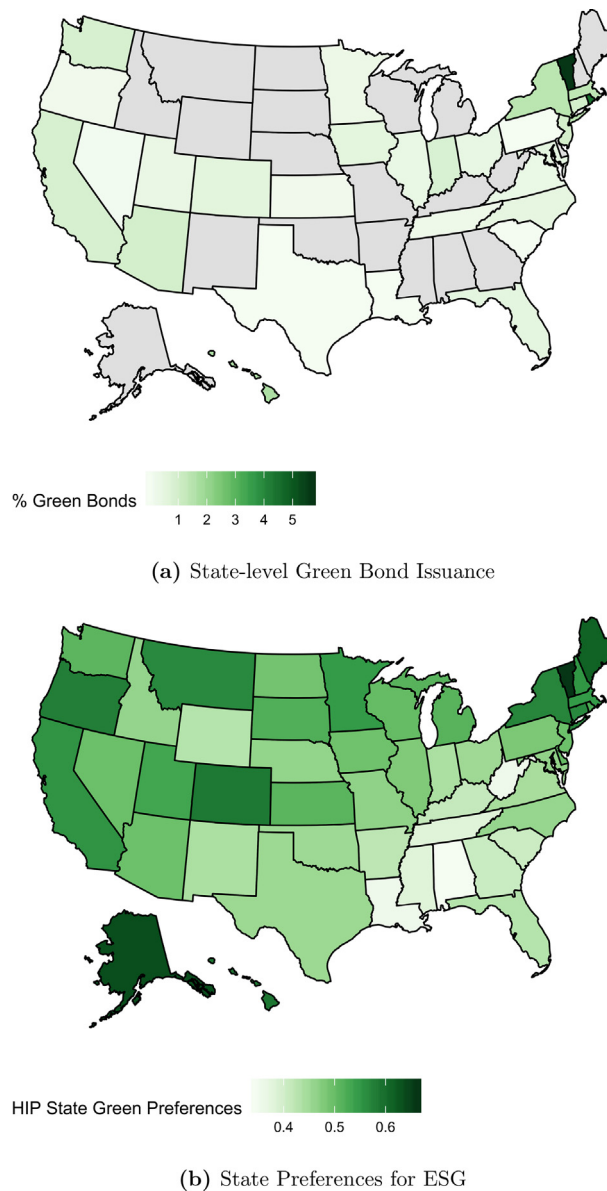 % Green Bonds
1 2 3 4 5
(a) State-level Green Bond Issuance
HIP State Green Preferences
0.4 0.5 0.6
(b) State Preferences for ESG